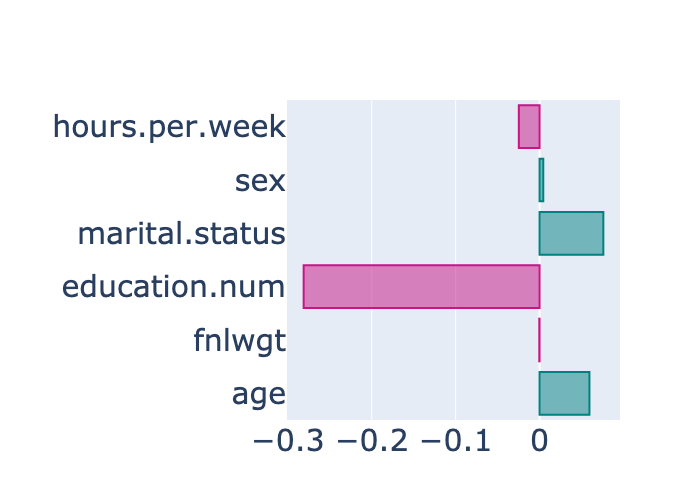 hours.per.week
sex
marital.status
education.num
fnlwgt
age
−0.3 −0.2 −0.1 0